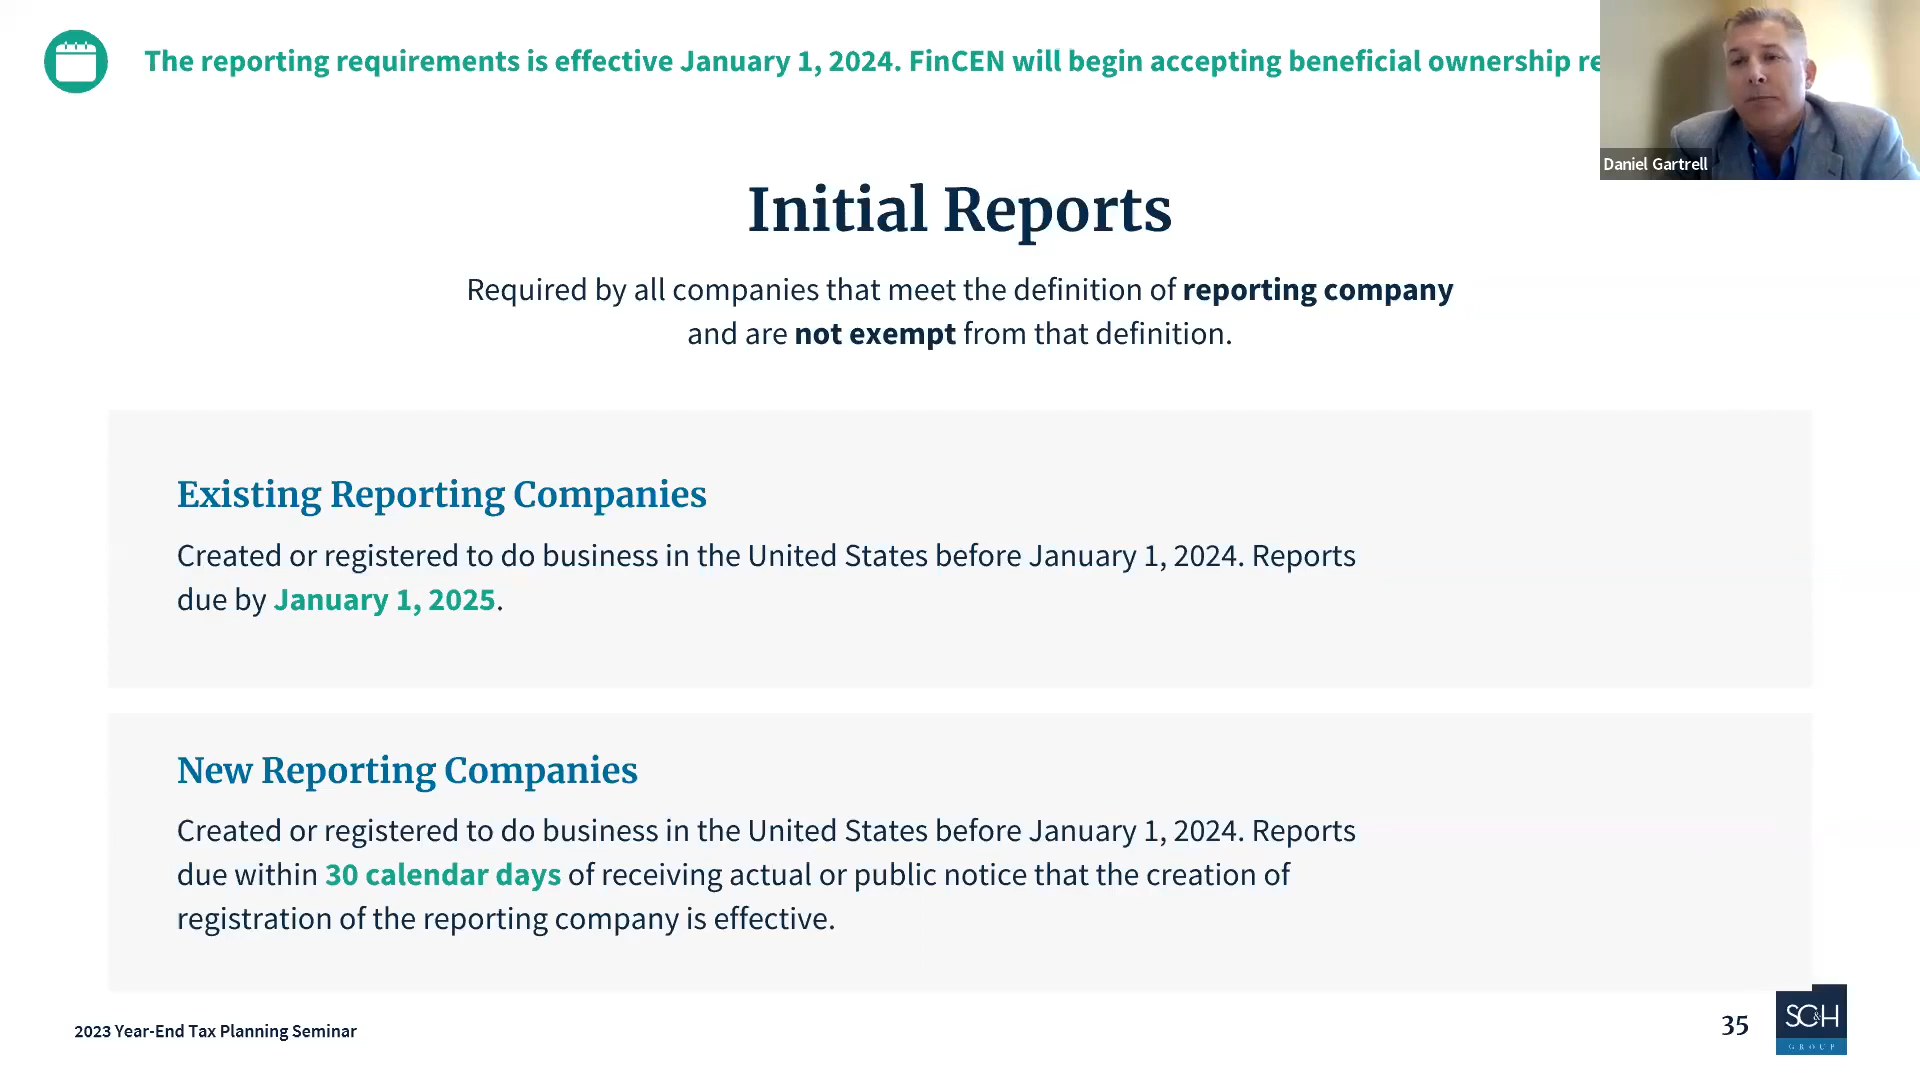 The reporting requirements is effective January 1, 2024. FinCEN will begin accepting beneficial ownership
Daniel Gartrell
Initial Reports
Required by all companies that meet the definition of reporting company
and are not exempt from that definition.
Existing Reporting Companies
Created or registered to do business in the United States before January 1, 2024. Reports
due by January 1, 2025.
New Reporting Companies
Created or registered to do business in the United States before January 1, 2024. Reports
due within 30 calendar days of receiving actual or public notice that the creation of
registration of the reporting company is effective.
2023 Year-End Tax Planning Seminar
35
SC&H
GROUP